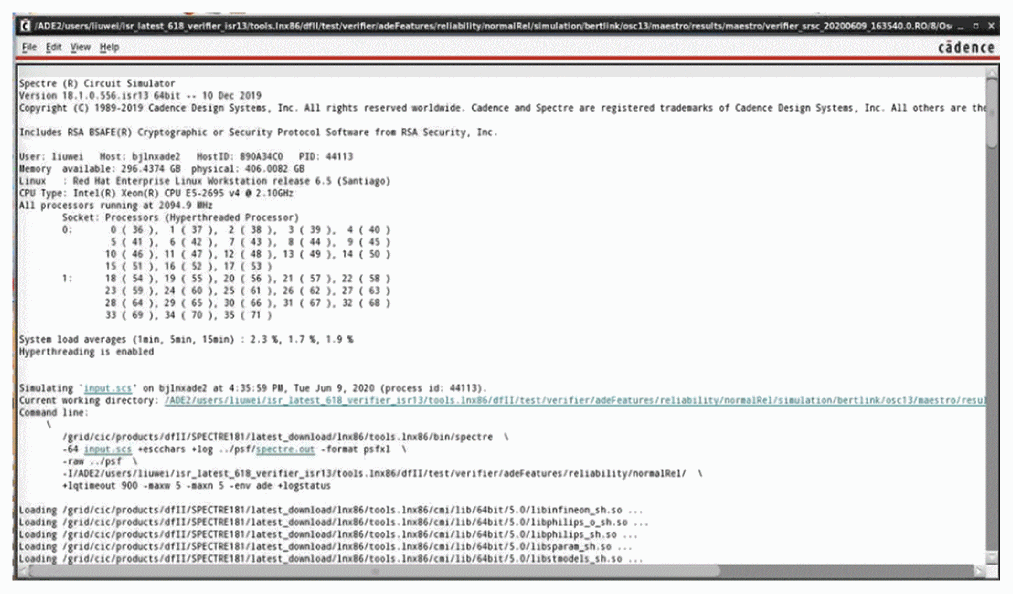 /ADE2/users/liuwei/isr_latest_618_verifier_isr13/tools.lnx86/dfII/test/verifier/adeFeatures/reliability/normalRel/simulation/bertlink/osc13/maestro/results/maestro/verifier_srsc_20200609_163540.0.RO/8/Os
File Edit View Help
cādence
Spectre (R) Circuit Simulator
Version 18.1.0.556.isr13 64bit -- 10 Dec 2019
Copyright (C) 1989-2019 Cadence Design Systems, Inc. All rights reserved worldwide. Cadence and Spectre are registered trademarks of Cadence Design Systems, Inc. All others are the
Includes RSA BSAFE(R) Cryptographic or Security Protocol Software from RSA Security, Inc.
User: liuwei Host: bjlnxade2 HostID: 890A34C0 PID: 44113
Memory available: 296.4374 GB physical: 406.0082 GB
Linux : Red Hat Enterprise Linux Workstation release 6.5 (Santiago)
CPU Type: Intel(R) Xeon(R) CPU E5-2695 v4 @ 2.10GHz
All processors running at 2094.9 MHz
Socket: Processors (Hyperthreaded Processor)
0: 0 ( 36 ), 1 ( 37 ), 2 ( 38 ), 3 ( 39 ), 4 ( 40 )
5 ( 41 ), 6 ( 42 ), 7 ( 43 ), 8 ( 44 ), 9 ( 45 )
10 ( 46 ), 11 ( 47 ), 12 ( 48 ), 13 ( 49 ), 14 ( 50 )
15 ( 51 ), 16 ( 52 ), 17 ( 53 )
1: 18 ( 54 ), 19 ( 55 ), 20 ( 56 ), 21 ( 57 ), 22 ( 58 )
23 ( 59 ), 24 ( 60 ), 25 ( 61 ), 26 ( 62 ), 27 ( 63 )
28 ( 64 ), 29 ( 65 ), 30 ( 66 ), 31 ( 67 ), 32 ( 68 )
33 ( 69 ), 34 ( 70 ), 35 ( 71 )
System load averages (1min, 5min, 15min) : 2.3 %, 1.7 %, 1.9 %
Hyperthreading is enabled
Simulating `input.scs' on bjlnxade2 at 4:35:59 PM, Tue Jun 9, 2020 (process id: 44113).
Current working directory: /ADE2/users/liuwei/isr_latest_618_verifier_isr13/tools.lnx86/dfII/test/verifier/adeFeatures/reliability/normalRel/simulation/bertlink/osc13/maestro/resul
Command line:
\
/grid/cic/products/dfII/SPECTRE181/latest_download/lnx86/tools.lnx86/bin/spectre \
-64 input.scs +escchars +log ../psf/spectre.out -format psfxl \
-raw ../psf \
-I/ADE2/users/liuwei/isr_latest_618_verifier_isr13/tools.lnx86/dfII/test/verifier/adeFeatures/reliability/normalRel/ \
+lqtimeout 900 -maxw 5 -maxn 5 -env ade +logstatus
Loading /grid/cic/products/dfII/SPECTRE181/latest_download/lnx86/tools.lnx86/cmi/lib/64bit/5.0/libinfineon_sh.so ...
Loading /grid/cic/products/dfII/SPECTRE181/latest_download/lnx86/tools.lnx86/cmi/lib/64bit/5.0/libphilips_o_sh.so ...
Loading /grid/cic/products/dfII/SPECTRE181/latest_download/lnx86/tools.lnx86/cmi/lib/64bit/5.0/libphilips_sh.so ...
Loading /grid/cic/products/dfII/SPECTRE181/latest_download/lnx86/tools.lnx86/cmi/lib/64bit/5.0/libsparam_sh.so ...
Loading /grid/cic/products/dfII/SPECTRE181/latest_download/lnx86/tools.lnx86/cmi/lib/64bit/5.0/libstmodels_sh.so ...